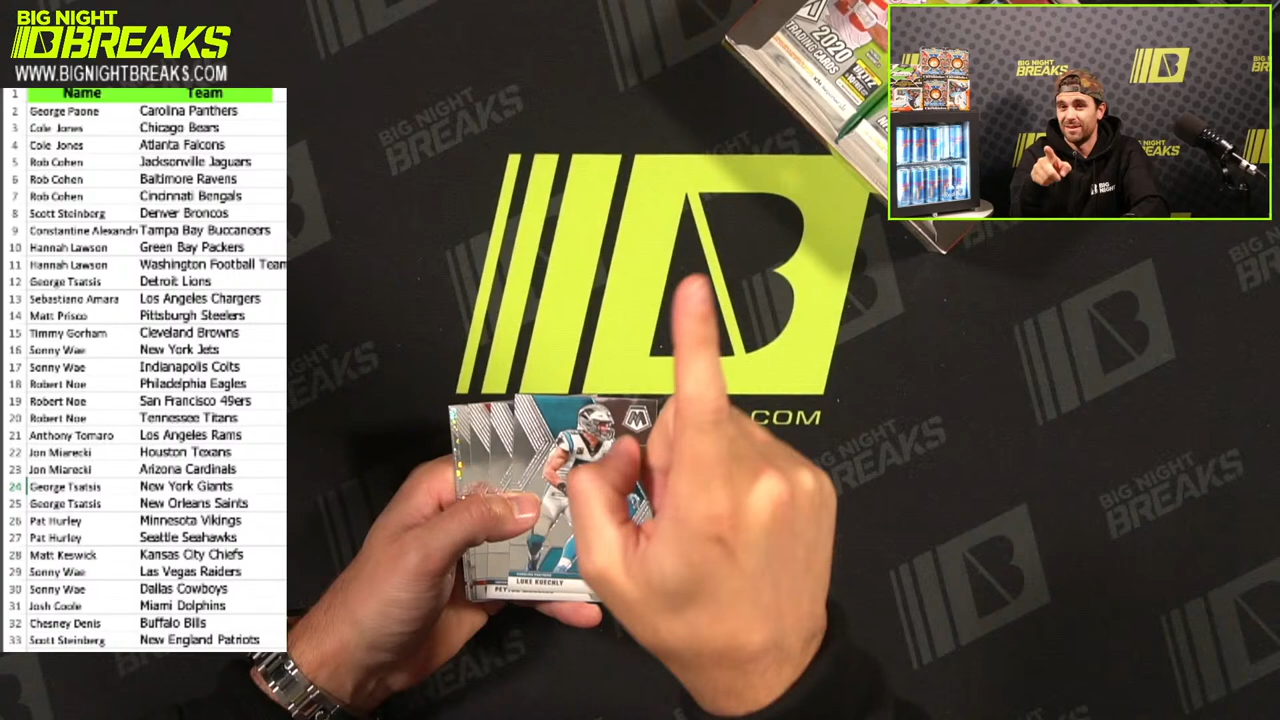 BIG NIGHT
BREAKS
WWW.BIGNIGHTBREAKS.COM
1 Name Team
2 George Paone Carolina Panthers
3 Cole Jones Chicago Bears
4 Cole Jones Atlanta Falcons
5 Rob Cohen Jacksonville Jaguars
6 Rob Cohen Baltimore Ravens
7 Rob Cohen Cincinnati Bengals
8 Scott Steinberg Denver Broncos
9 Constantine Alexandr Tampa Bay Buccaneers
10 Hannah Lawson Green Bay Packers
11 Hannah Lawson Washington Football Team
12 George Tsatsis Detroit Lions
13 Sebastiano Amara Los Angeles Chargers
14 Matt Prisco Pittsburgh Steelers
15 Timmy Gorham Cleveland Browns
16 Sonny Wae New York Jets
17 Sonny Wae Indianapolis Colts
18 Robert Noe Philadelphia Eagles
19 Robert Noe San Francisco 49ers
20 Robert Noe Tennessee Titans
21 Anthony Tomaro Los Angeles Rams
22 Jon Miarecki Houston Texans
23 Jon Miarecki Arizona Cardinals
24 George Tsatsis New York Giants
25 George Tsatsis New Orleans Saints
26 Pat Hurley Minnesota Vikings
27 Pat Hurley Seattle Seahawks
28 Matt Keswick Kansas City Chiefs
29 Sonny Wae Las Vegas Raiders
30 Sonny Wae Dallas Cowboys
31 Josh Coole Miami Dolphins
32 Chesney Denis Buffalo Bills
33 Scott Steinberg New England Patriots
2020
TRADING CARDS
BIG NIGHT
BREAKS
B
.COM
LUKE KUECHLY
PEYTON
BIG NIGHT
BREAKS